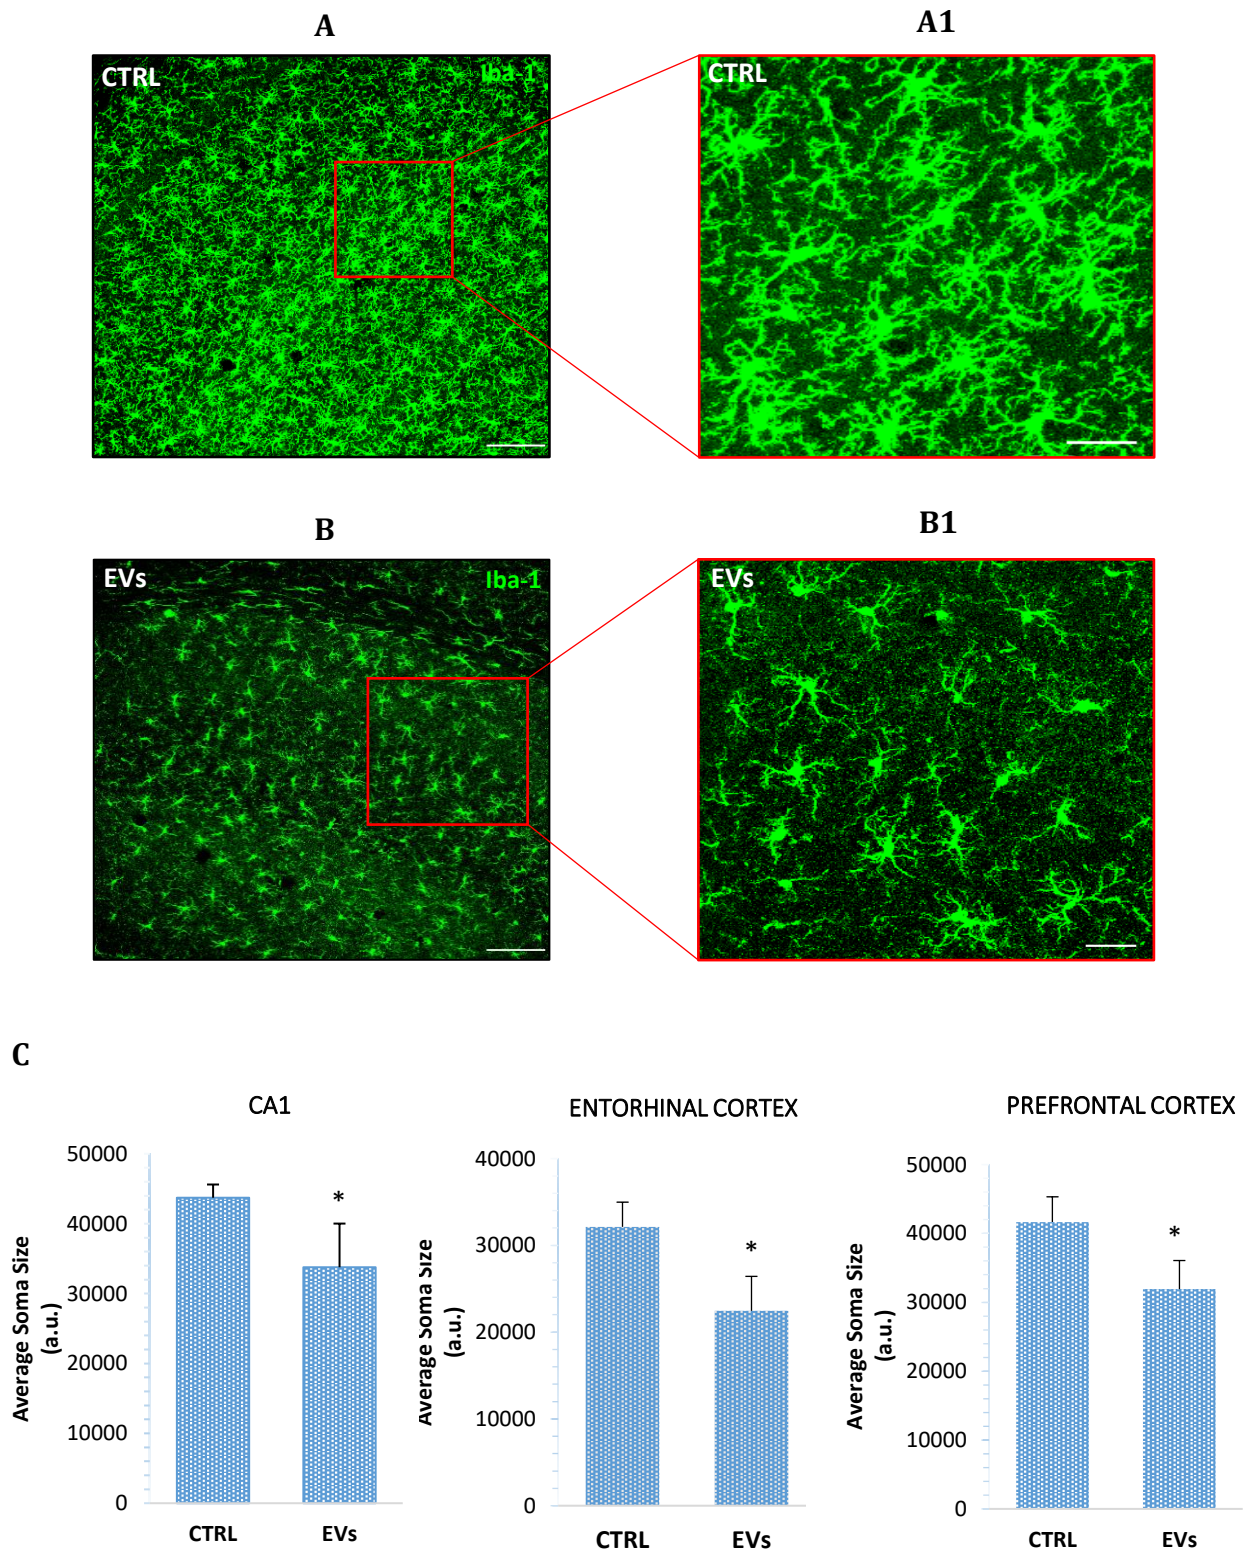 A
A1
CTRL
Iba-1
CTRL
B
B1
EVs
Iba-1
EVs
C
CA1
ENTORHINAL CORTEX
PREFRONTAL CORTEX
Average Soma Size
(a.u.)
50000
40000
30000
20000
10000
0
*
CTRL
EVs
Average Soma Size
(a.u.)
40000
30000
20000
10000
0
*
CTRL
EVs
Average Soma Size
(a.u.)
50000
40000
30000
20000
10000
0
*
CTRL
EVs